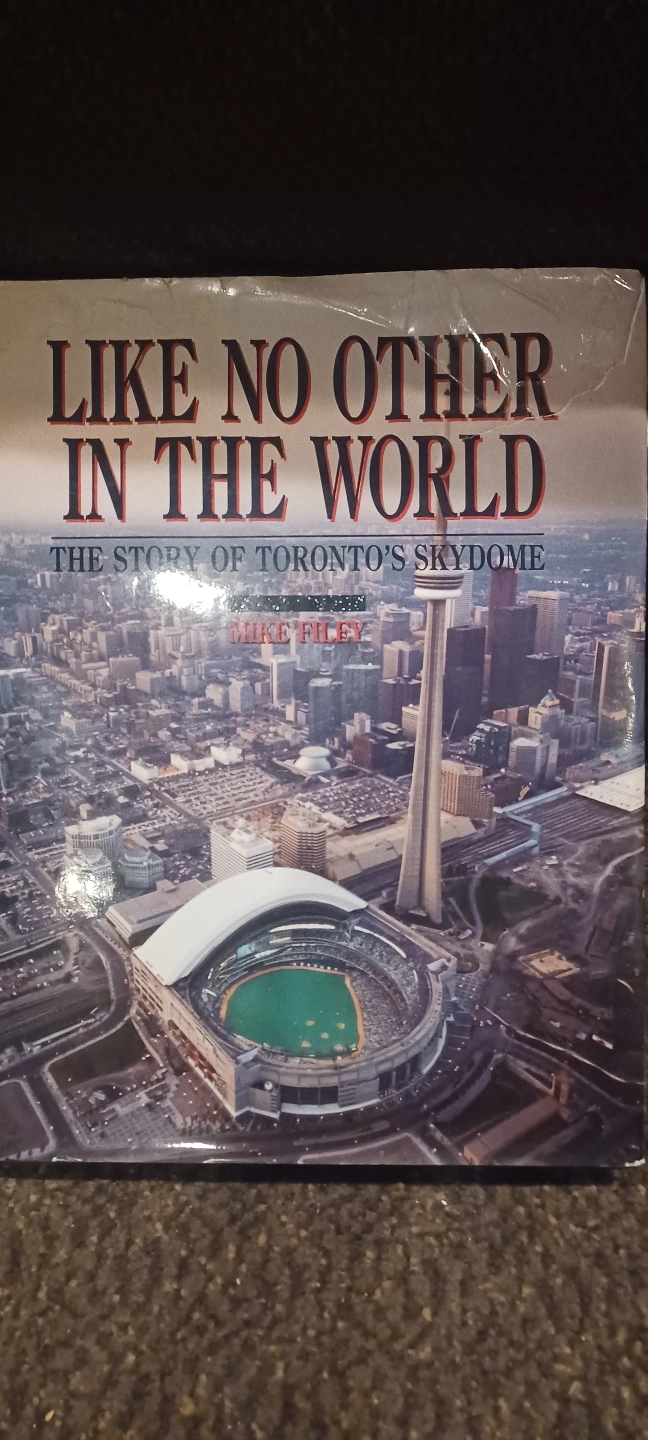 LIKE NO OTHER
IN THE WORLD
THE STORY OF TORONTO'S SKYDOME
MIKE FILEY